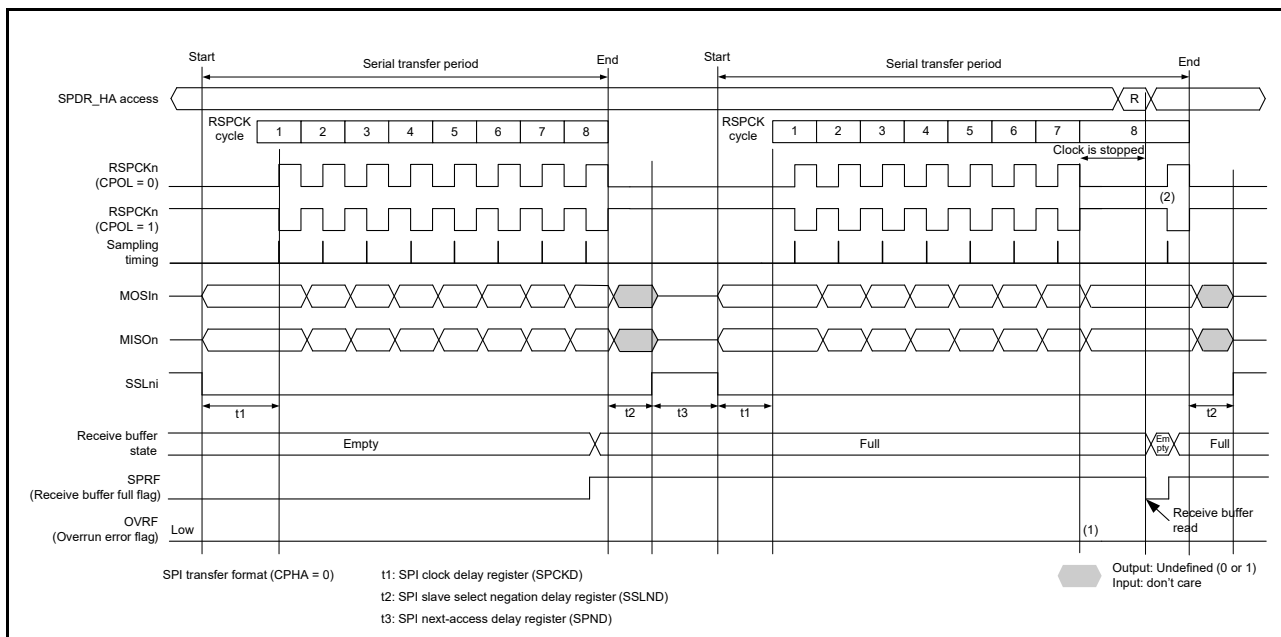 Start End Start End
Serial transfer period Serial transfer period
SPDR_HA access R
RSPCK cycle 1 2 3 4 5 6 7 8 RSPCK cycle 1 2 3 4 5 6 7 8
Clock is stopped
RSPCKn
(CPOL = 0)
(2)
RSPCKn
(CPOL = 1)
Sampling
timing
MOSIn
MISOn
SSLni
t1 t2 t3 t1 t2
Receive buffer
state
Empty Full Em
pty Full
SPRF
(Receive buffer full flag)
Receive buffer
read
OVRF
(Overrun error flag)
Low (1)
SPI transfer format (CPHA = 0) t1: SPI clock delay register (SPCKD)
t2: SPI slave select negation delay register (SSLND)
t3: SPI next-access delay register (SPND)
Output: Undefined (0 or 1)
Input: don't care